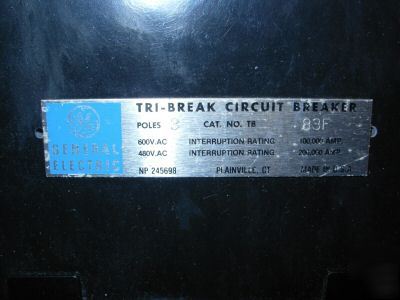 TRI-BREAK CIRCUIT BREAKER
POLES 3 CAT. NO. TB 83F
600V.AC INTERRUPTION RATING 100,000 AMP
480V.AC INTERRUPTION RATING 200,000 AMP
NP 245698 PLAINVILLE, CT MADE IN U.S.A.
GENERAL
ELECTRIC